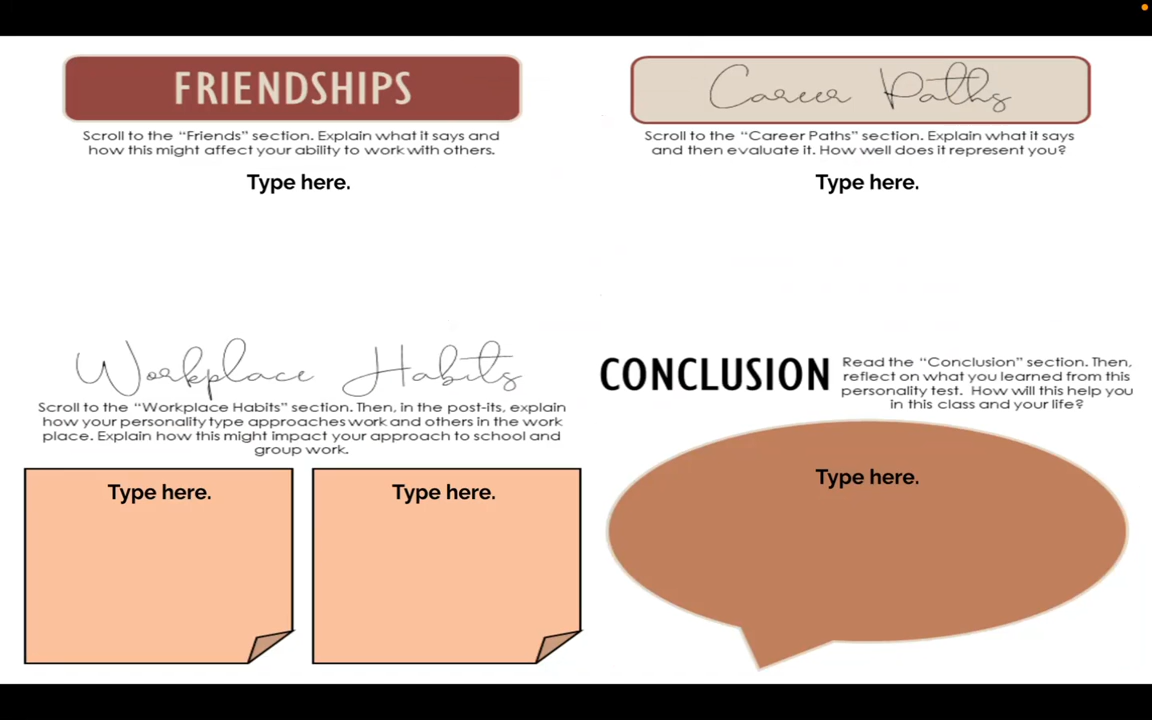 FRIENDSHIPS
Scroll to the “Friends” section. Explain what it says and
how this might affect your ability to work with others.
Type here.
Career Paths
Scroll to the “Career Paths” section. Explain what it says
and then evaluate it. How well does it represent you?
Type here.
Workplace Habits
Scroll to the “Workplace Habits” section. Then, in the post-its, explain
how your personality type approaches work and others in the work
place. Explain how this might impact your approach to school and
group work.
Type here.
Type here.
CONCLUSION
Read the “Conclusion” section. Then,
reflect on what you learned from this
personality test. How will this help you
in this class and your life?
Type here.